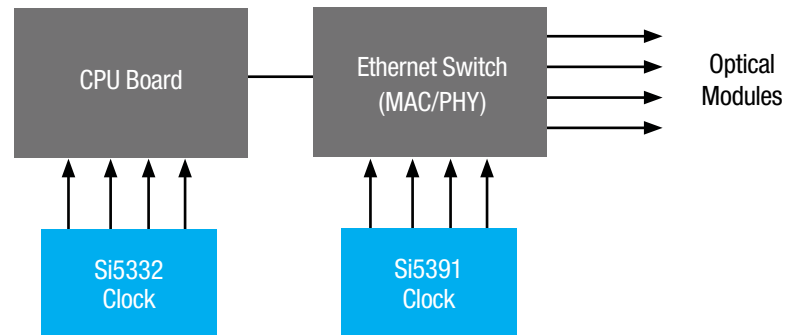 CPU Board
Ethernet Switch
(MAC/PHY)
Optical
Modules
Si5332
Clock
Si5391
Clock